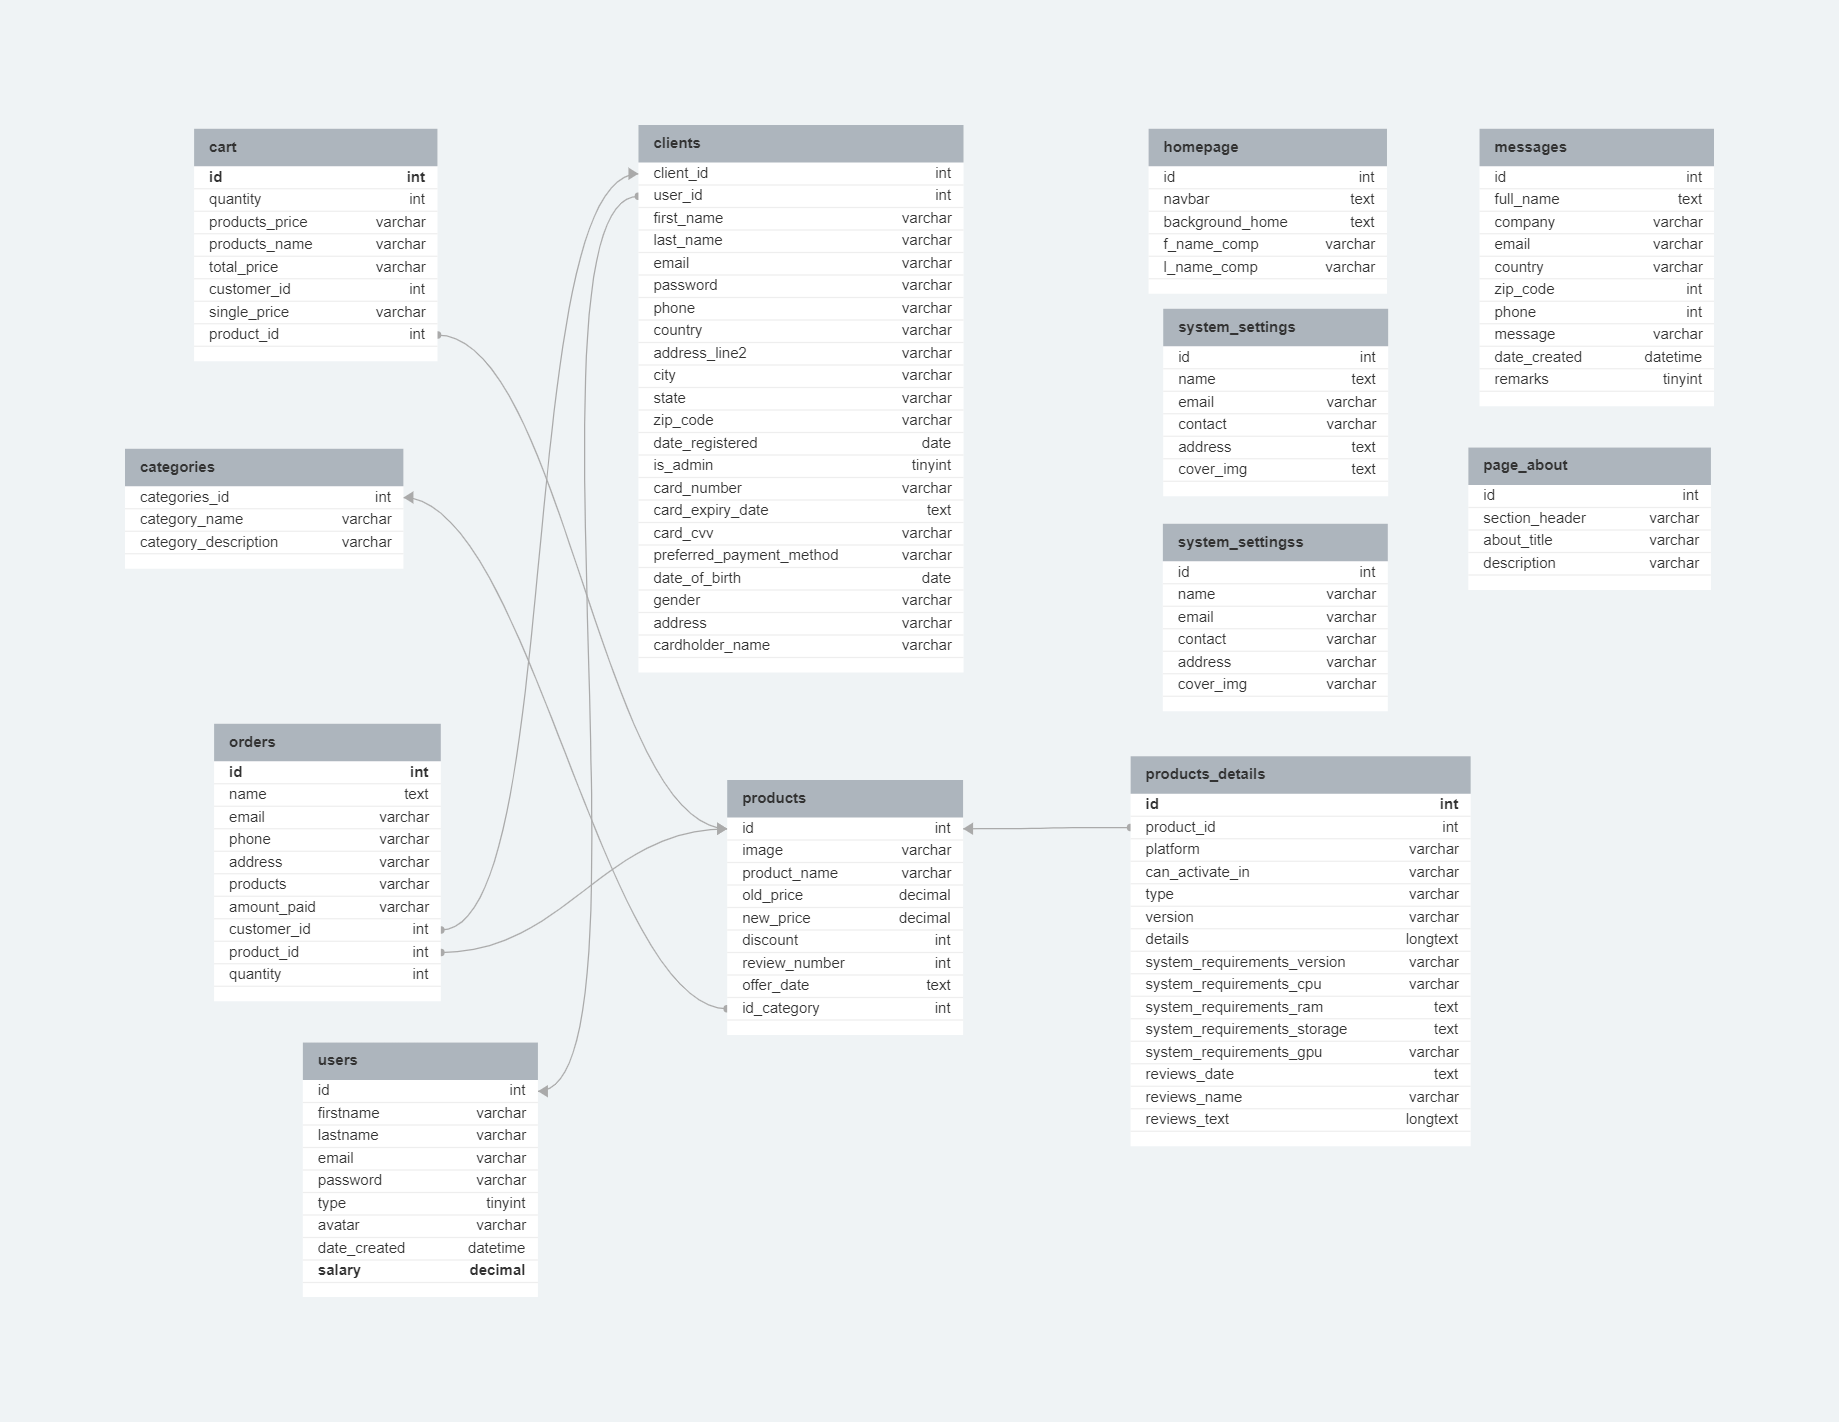 cart
id int
quantity int
products_price varchar
products_name varchar
total_price varchar
customer_id int
single_price varchar
product_id int
clients
client_id int
user_id int
first_name varchar
last_name varchar
email varchar
password varchar
phone varchar
country varchar
address_line2 varchar
city varchar
state varchar
zip_code varchar
date_registered date
is_admin tinyint
card_number varchar
card_expiry_date text
card_cvv varchar
preferred_payment_method varchar
date_of_birth date
gender varchar
address varchar
cardholder_name varchar
homepage
id int
navbar text
background_home text
f_name_comp varchar
l_name_comp varchar
messages
id int
full_name text
company varchar
email varchar
country varchar
zip_code int
phone int
message varchar
date_created datetime
remarks tinyint
system_settings
id int
name text
email varchar
contact varchar
address text
cover_img text
categories
categories_id int
category_name varchar
category_description varchar
page_about
id int
section_header varchar
about_title varchar
description varchar
system_settingss
id int
name varchar
email varchar
contact varchar
address varchar
cover_img varchar
orders
id int
name text
email varchar
phone varchar
address varchar
products varchar
amount_paid varchar
customer_id int
product_id int
quantity int
products
id int
image varchar
product_name varchar
old_price decimal
new_price decimal
discount int
review_number int
offer_date text
id_category int
products_details
id int
product_id int
platform varchar
can_activate_in varchar
type varchar
version varchar
details longtext
system_requirements_version varchar
system_requirements_cpu varchar
system_requirements_ram text
system_requirements_storage text
system_requirements_gpu varchar
reviews_date text
reviews_name varchar
reviews_text longtext
users
id int
firstname varchar
lastname varchar
email varchar
password varchar
type tinyint
avatar varchar
date_created datetime
salary decimal